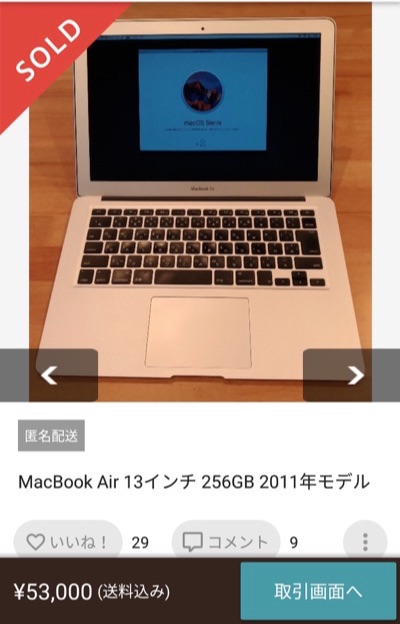 SOLD
macOS Sierra
MacBook Air
匿名配送
MacBook Air 13インチ 256GB 2011年モデル
いいね！ 29 コメント 9
¥53,000 (送料込み) 取引画面へ